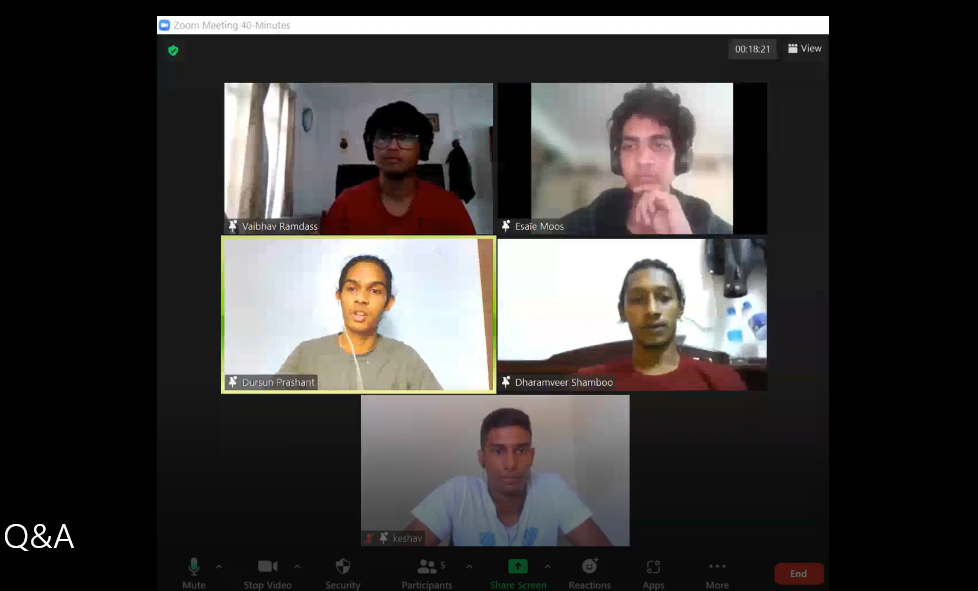 Zoom Meeting 40-Minutes
00:18:21 View
Vaibhav Ramdass
Esaïe Moos
Dursun Prashant
Dharamveer Shamboo
keshav
Q&A
5
Mute Stop Video Security Participants Share Screen Reactions Apps More End